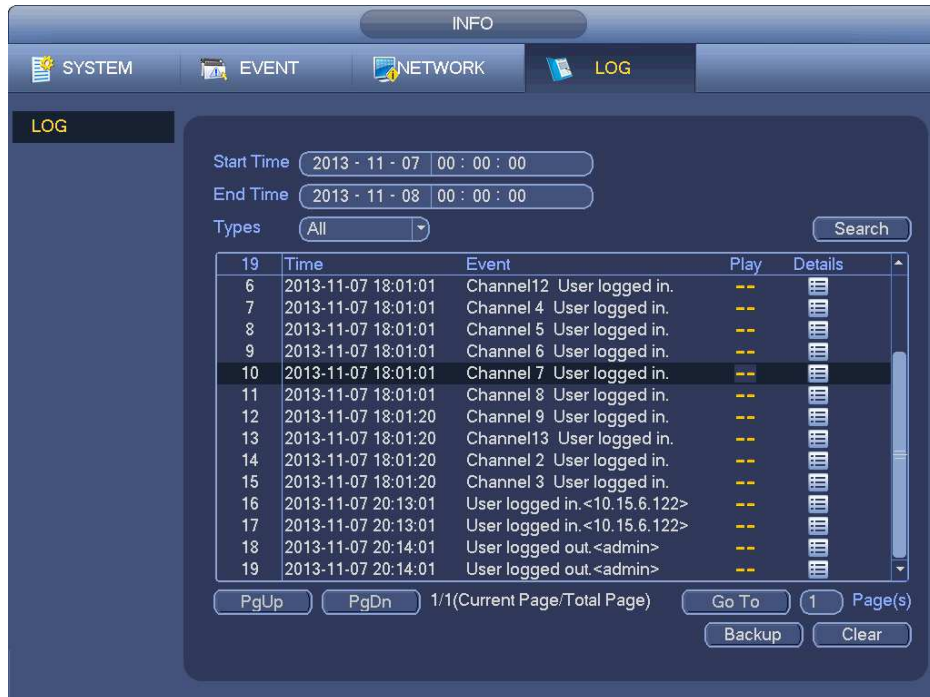 INFO
SYSTEM EVENT NETWORK LOG
LOG
Start Time 2013 - 11 - 07 00 : 00 : 00
End Time 2013 - 11 - 08 00 : 00 : 00
Types All Search
19 Time Event Play Details
6 2013-11-07 18:01:01 Channel12 User logged in. --
7 2013-11-07 18:01:01 Channel 4 User logged in. --
8 2013-11-07 18:01:01 Channel 5 User logged in. --
9 2013-11-07 18:01:01 Channel 6 User logged in. --
10 2013-11-07 18:01:01 Channel 7 User logged in. --
11 2013-11-07 18:01:01 Channel 8 User logged in. --
12 2013-11-07 18:01:20 Channel 9 User logged in. --
13 2013-11-07 18:01:20 Channel13 User logged in. --
14 2013-11-07 18:01:20 Channel 2 User logged in. --
15 2013-11-07 18:01:20 Channel 3 User logged in. --
16 2013-11-07 20:13:01 User logged in.<10.15.6.122> --
17 2013-11-07 20:13:01 User logged in.<10.15.6.122> --
18 2013-11-07 20:14:01 User logged out.<admin> --
19 2013-11-07 20:14:01 User logged out.<admin> --
PgUp PgDn 1/1(Current Page/Total Page) Go To 1 Page(s)
Backup Clear